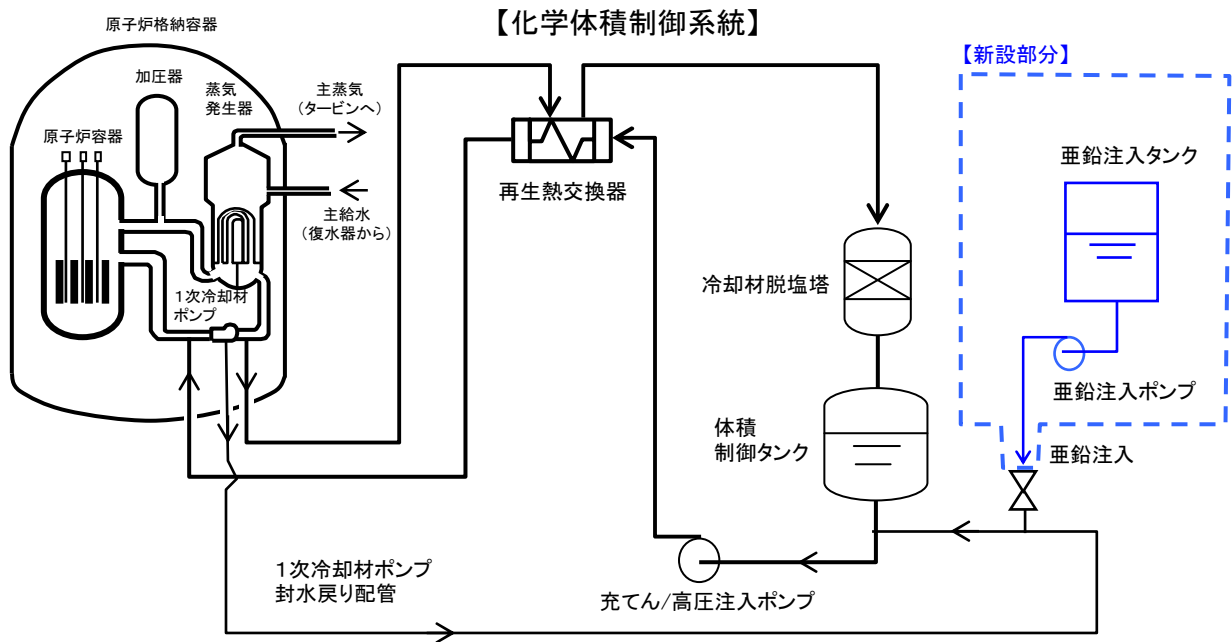 【化学体積制御系統】
原子炉格納容器
【新設部分】
加圧器
蒸気
発生器
主蒸気
(タービンへ)
原子炉容器
主給水
(復水器から)
1次冷却材
ポンプ
再生熱交換器
冷却材脱塩塔
体積
制御タンク
亜鉛注入タンク
亜鉛注入ポンプ
亜鉛注入
1次冷却材ポンプ
封水戻り配管
充てん/高圧注入ポンプ